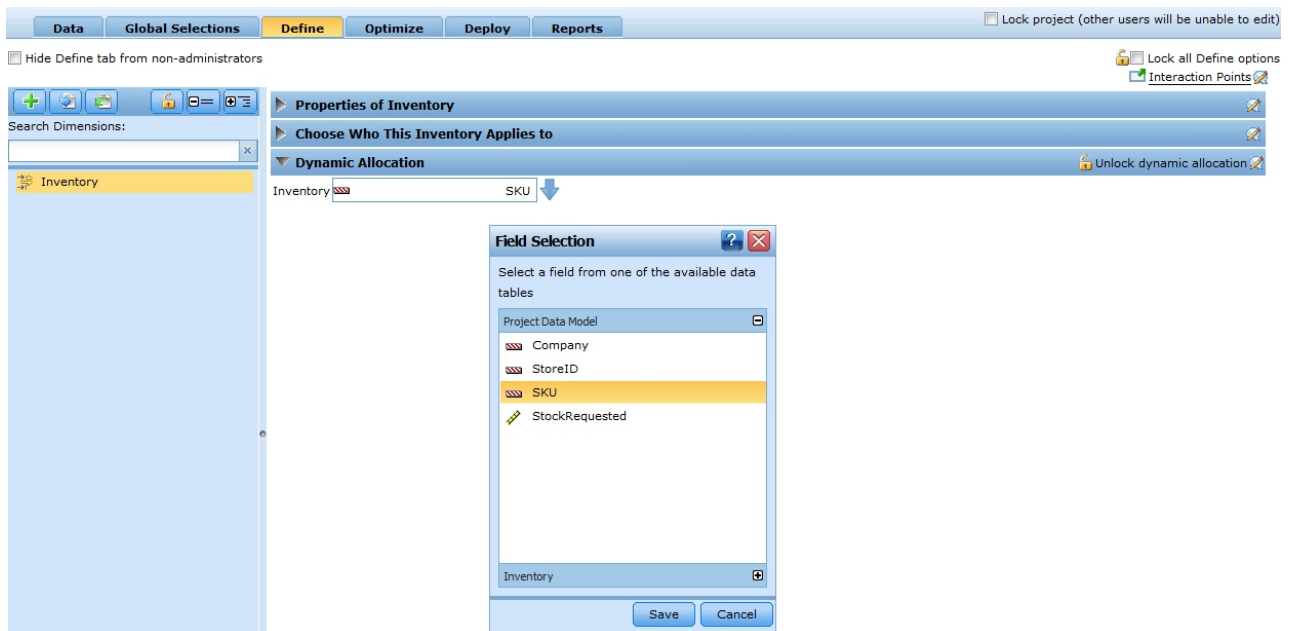 Data Global Selections Define Optimize Deploy Reports
Lock project (other users will be unable to edit)
Hide Define tab from non-administrators
Lock all Define options
Interaction Points
Search Dimensions:
Inventory
Properties of Inventory
Choose Who This Inventory Applies to
Dynamic Allocation
Unlock dynamic allocation
Inventory SKU
Field Selection
Select a field from one of the available data
tables
Project Data Model
Company
StoreID
SKU
StockRequested
Inventory
Save Cancel